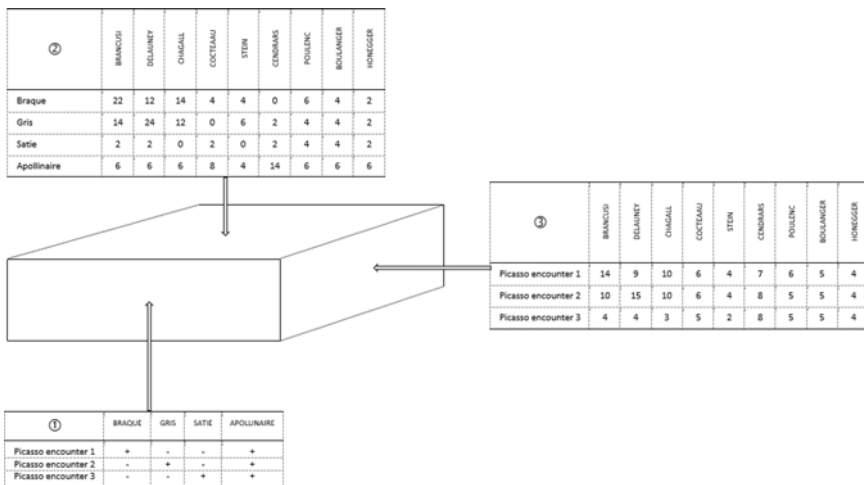 ② BRANCUSI DELAUNEY CHAGALL COCTEAAU STEIN CENDRARS POULENC BOULANGER HONEGGER
Braque 22 12 14 4 4 0 6 4 2
Gris 14 24 12 0 6 2 4 4 2
Satie 2 2 0 2 0 2 4 4 2
Apollinaire 6 6 6 8 4 14 6 6 6
③ BRANCUSI DELAUNEY CHAGALL COCTEAAU STEIN CENDRARS POULENC BOULANGER HONEGGER
Picasso encounter 1 14 9 10 6 4 7 6 5 4
Picasso encounter 2 10 15 10 6 4 8 5 5 4
Picasso encounter 3 4 4 3 5 2 8 5 5 4
① BRAQUE GRIS SATIE APOLLINAIRE
Picasso encounter 1 + - - +
Picasso encounter 2 - + - +
Picasso encounter 3 - - + +